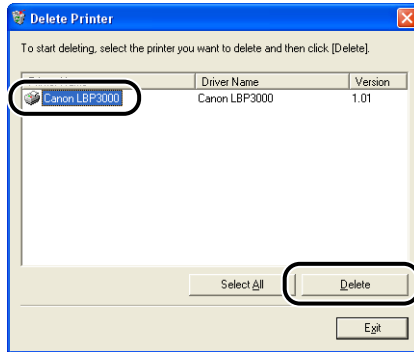 Delete Printer
To start deleting, select the printer you want to delete and then click [Delete].
Driver Name Version
Canon LBP3000 Canon LBP3000 1.01
Select All Delete
Exit